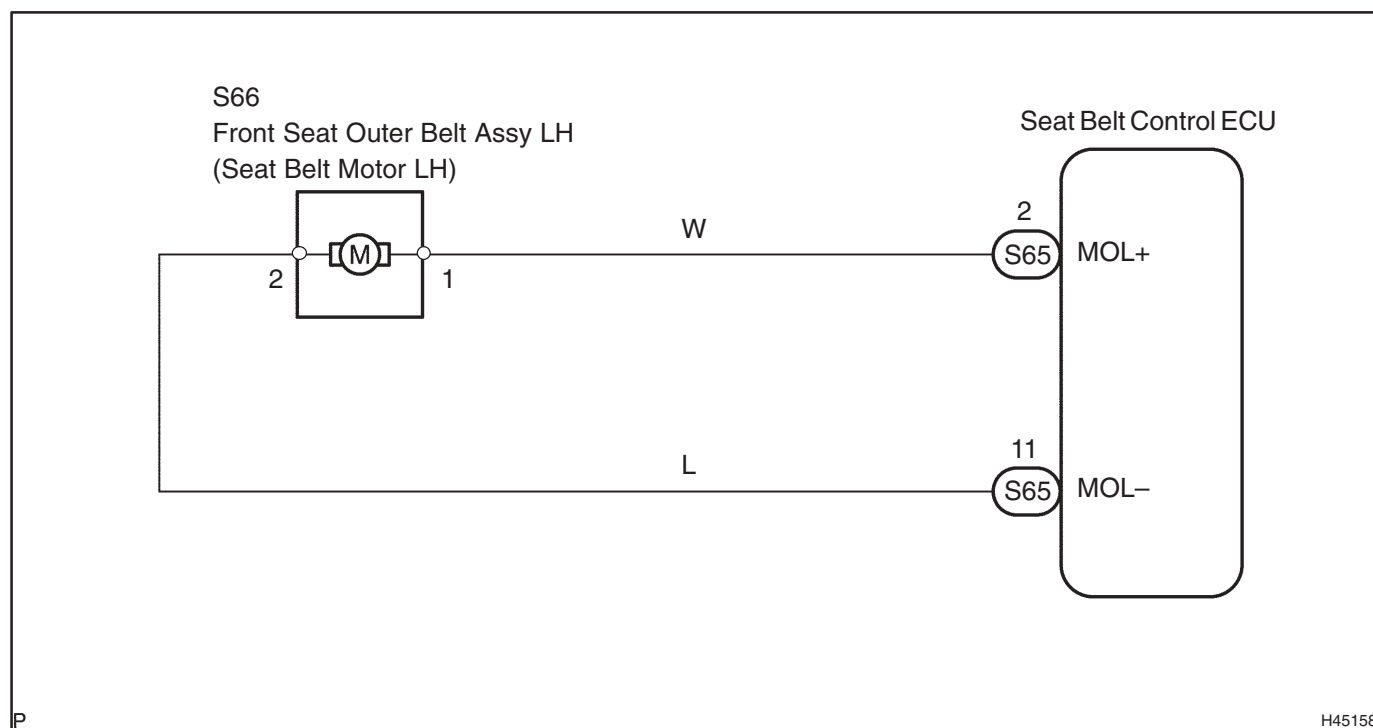 S66
Front Seat Outer Belt Assy LH
(Seat Belt Motor LH)
Seat Belt Control ECU
2
W
S65
MOL+
M
2
1
11
L
S65
MOL–
P
H45158